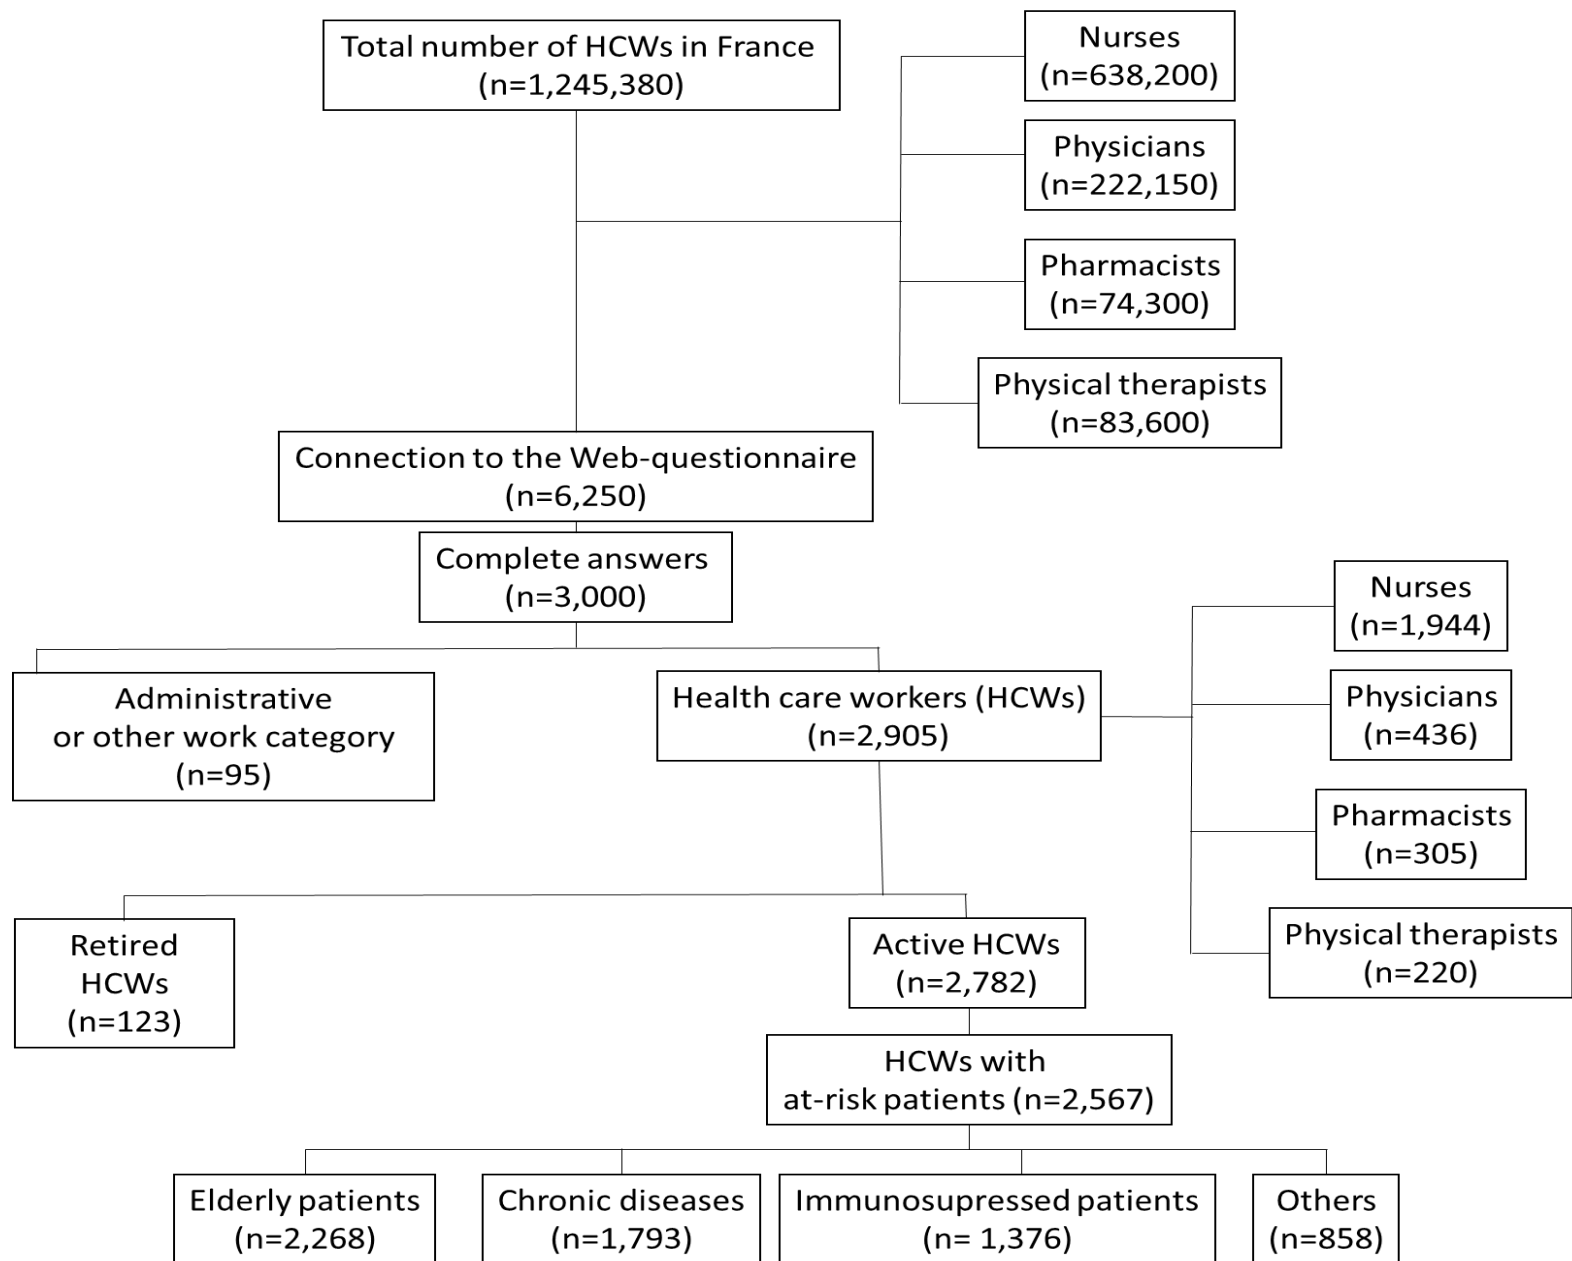 Total number of HCWs in France
(n=1,245,380)
Nurses
(n=638,200)
Physicians
(n=222,150)
Pharmacists
(n=74,300)
Physical therapists
(n=83,600)
Connection to the Web-questionnaire
(n=6,250)
Complete answers
(n=3,000)
Administrative
or other work category
(n=95)
Health care workers (HCWs)
(n=2,905)
Nurses
(n=1,944)
Physicians
(n=436)
Pharmacists
(n=305)
Physical therapists
(n=220)
Retired
HCWs
(n=123)
Active HCWs
(n=2,782)
HCWs with
at-risk patients (n=2,567)
Elderly patients
(n=2,268)
Chronic diseases
(n=1,793)
Immunosupressed patients
(n= 1,376)
Others
(n=858)